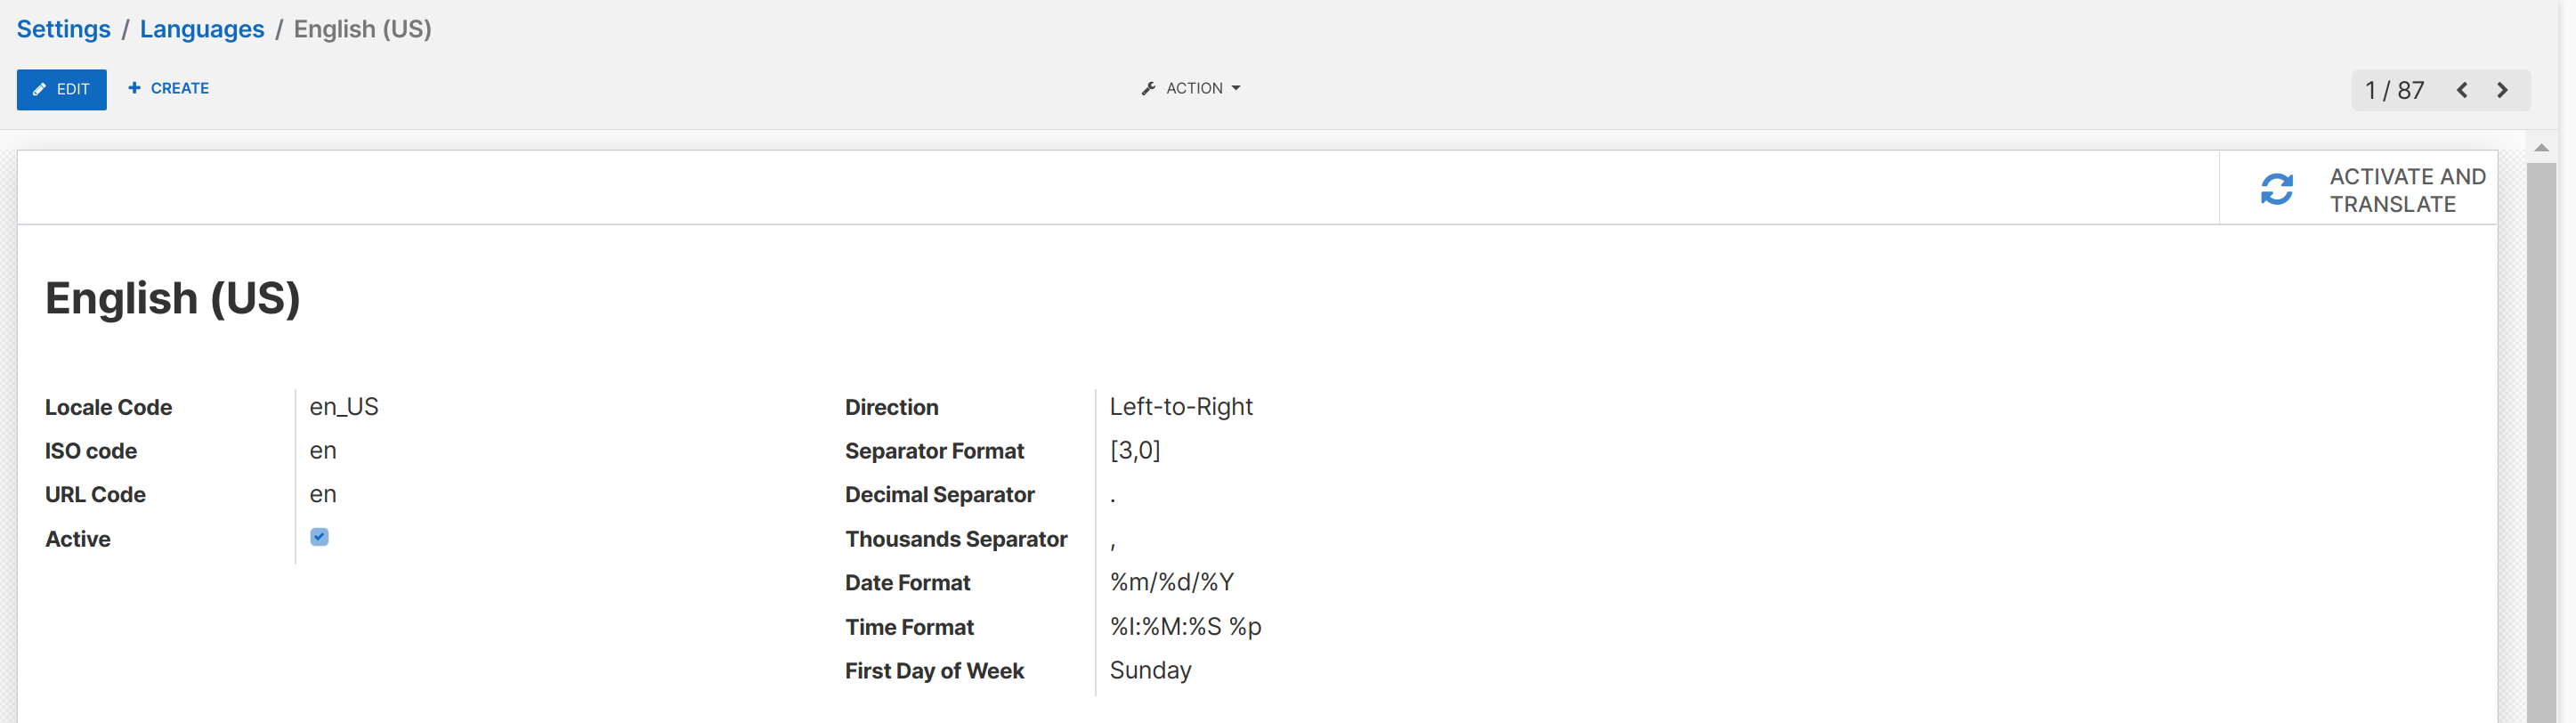 Settings / Languages / English (US)
EDIT CREATE ACTION 1 / 87
ACTIVATE AND
TRANSLATE
English (US)
Locale Code en_US
ISO code en
URL Code en
Active
Direction Left-to-Right
Separator Format [3,0]
Decimal Separator .
Thousands Separator ,
Date Format %m/%d/%Y
Time Format %I:%M:%S %p
First Day of Week Sunday